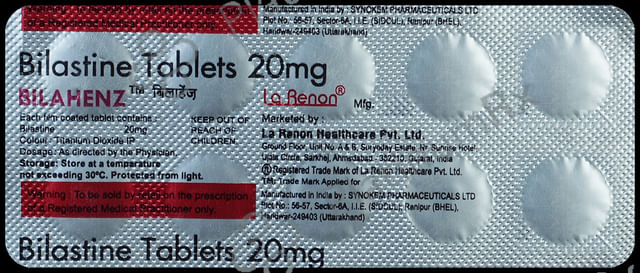 of a Registered Medical Practitioner only.
Manufactured in India by : SYNOKEM PHARMACEUTICALS LTD
Plot No.: 56-57, Sector-6A, I.I.E. (SIDCUL), Ranipur (BHEL),
Haridwar-249403 (Uttarakhand)
Bilastine Tablets 20mg
BILAHENZ™ बिलाहेंज़
La Renon® Mfg.
Each film coated tablet contains :
Bilastine 20mg
Colour : Titanium Dioxide IP
Dosage : As directed by the Physician.
KEEP OUT OF
REACH OF
CHILDREN
Storage: Store at a temperature
not exceeding 30°C. Protected from light.
Marketed by :
La Renon Healthcare Pvt. Ltd.
Ground Floor, Unit No. A & B, Suryoday Estate, Nr. Sunrise Hotel
Ujala Circle, Sarkhej, Ahmedabad - 382210, Gujarat, India
® Registered Trade Mark of La Renon Healthcare Pvt. Ltd.
TM: Trade Mark Applied for
Warning : To be sold by retail on the prescription
of a Registered Medical Practitioner only.
Manufactured in India by : SYNOKEM PHARMACEUTICALS LTD
Plot No.: 56-57, Sector-6A, I.I.E. (SIDCUL), Ranipur (BHEL),
Haridwar-249403 (Uttarakhand)
Bilastine Tablets 20mg